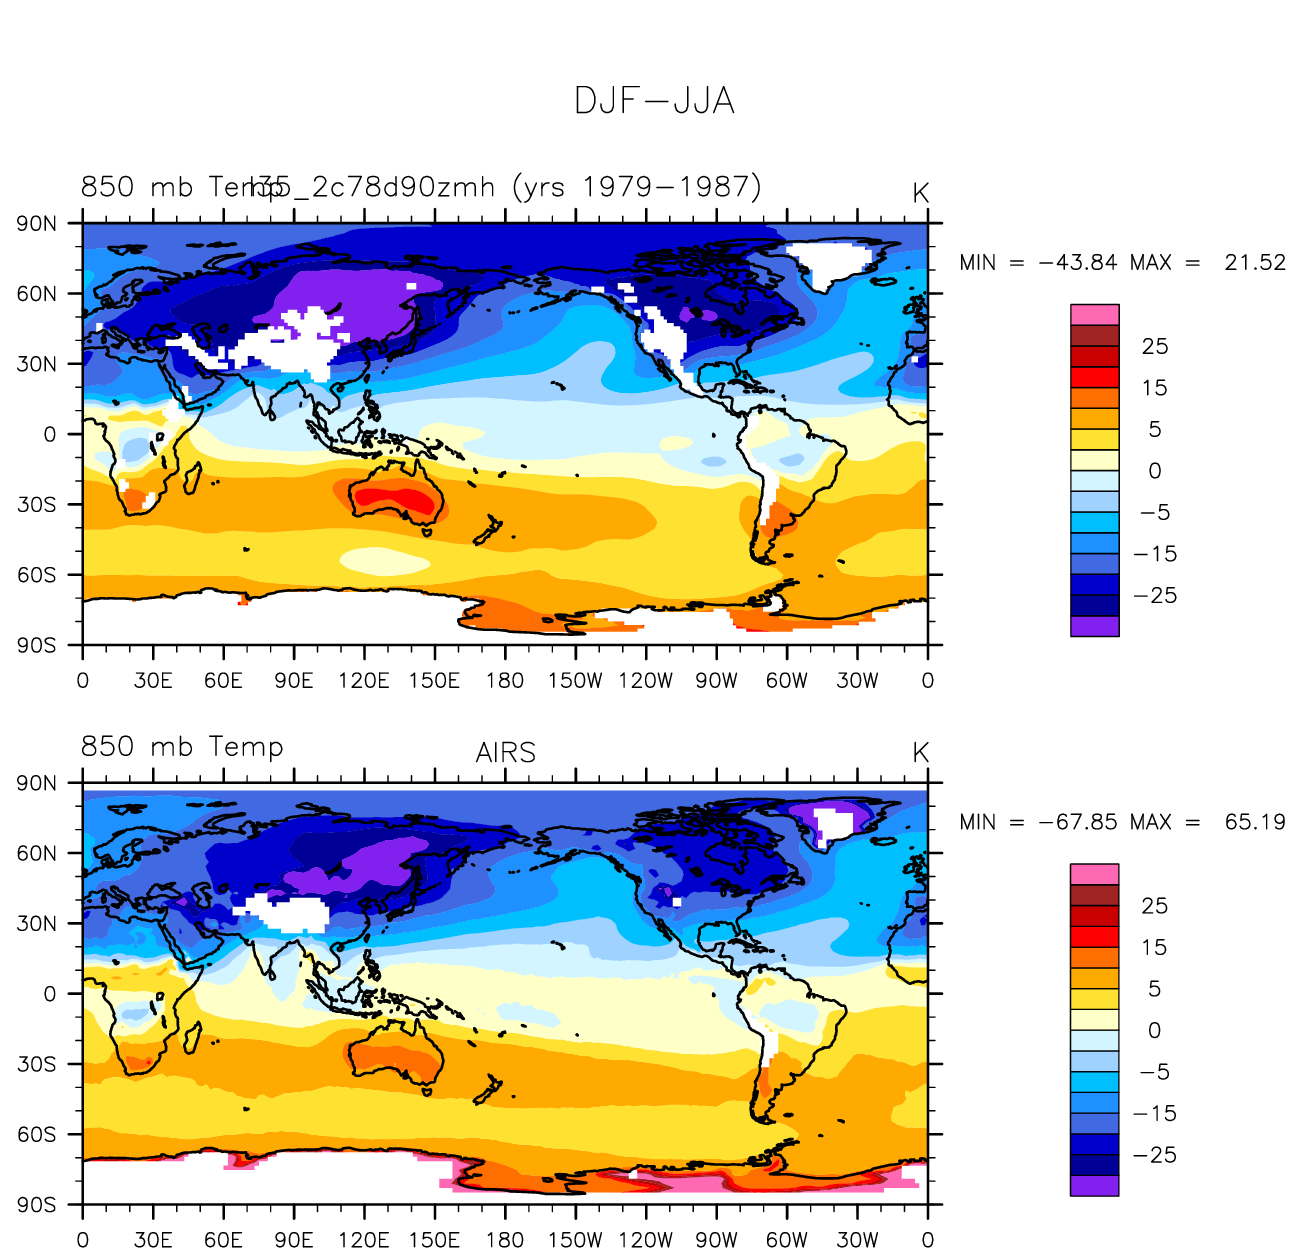 DJF−JJA
850 mb Temp h35_2c78d90zmh (yrs 1979−1987) K
90N
60N
30N
0
30S
60S
90S
0 30E 60E 90E 120E 150E 180 150W 120W 90W 60W 30W 0
MIN = −43.84 MAX = 21.52
25
15
5
0
−5
−15
−25
850 mb Temp AIRS K
90N
60N
30N
0
30S
60S
90S
0 30E 60E 90E 120E 150E 180 150W 120W 90W 60W 30W 0
MIN = −67.85 MAX = 65.19
25
15
5
0
−5
−15
−25